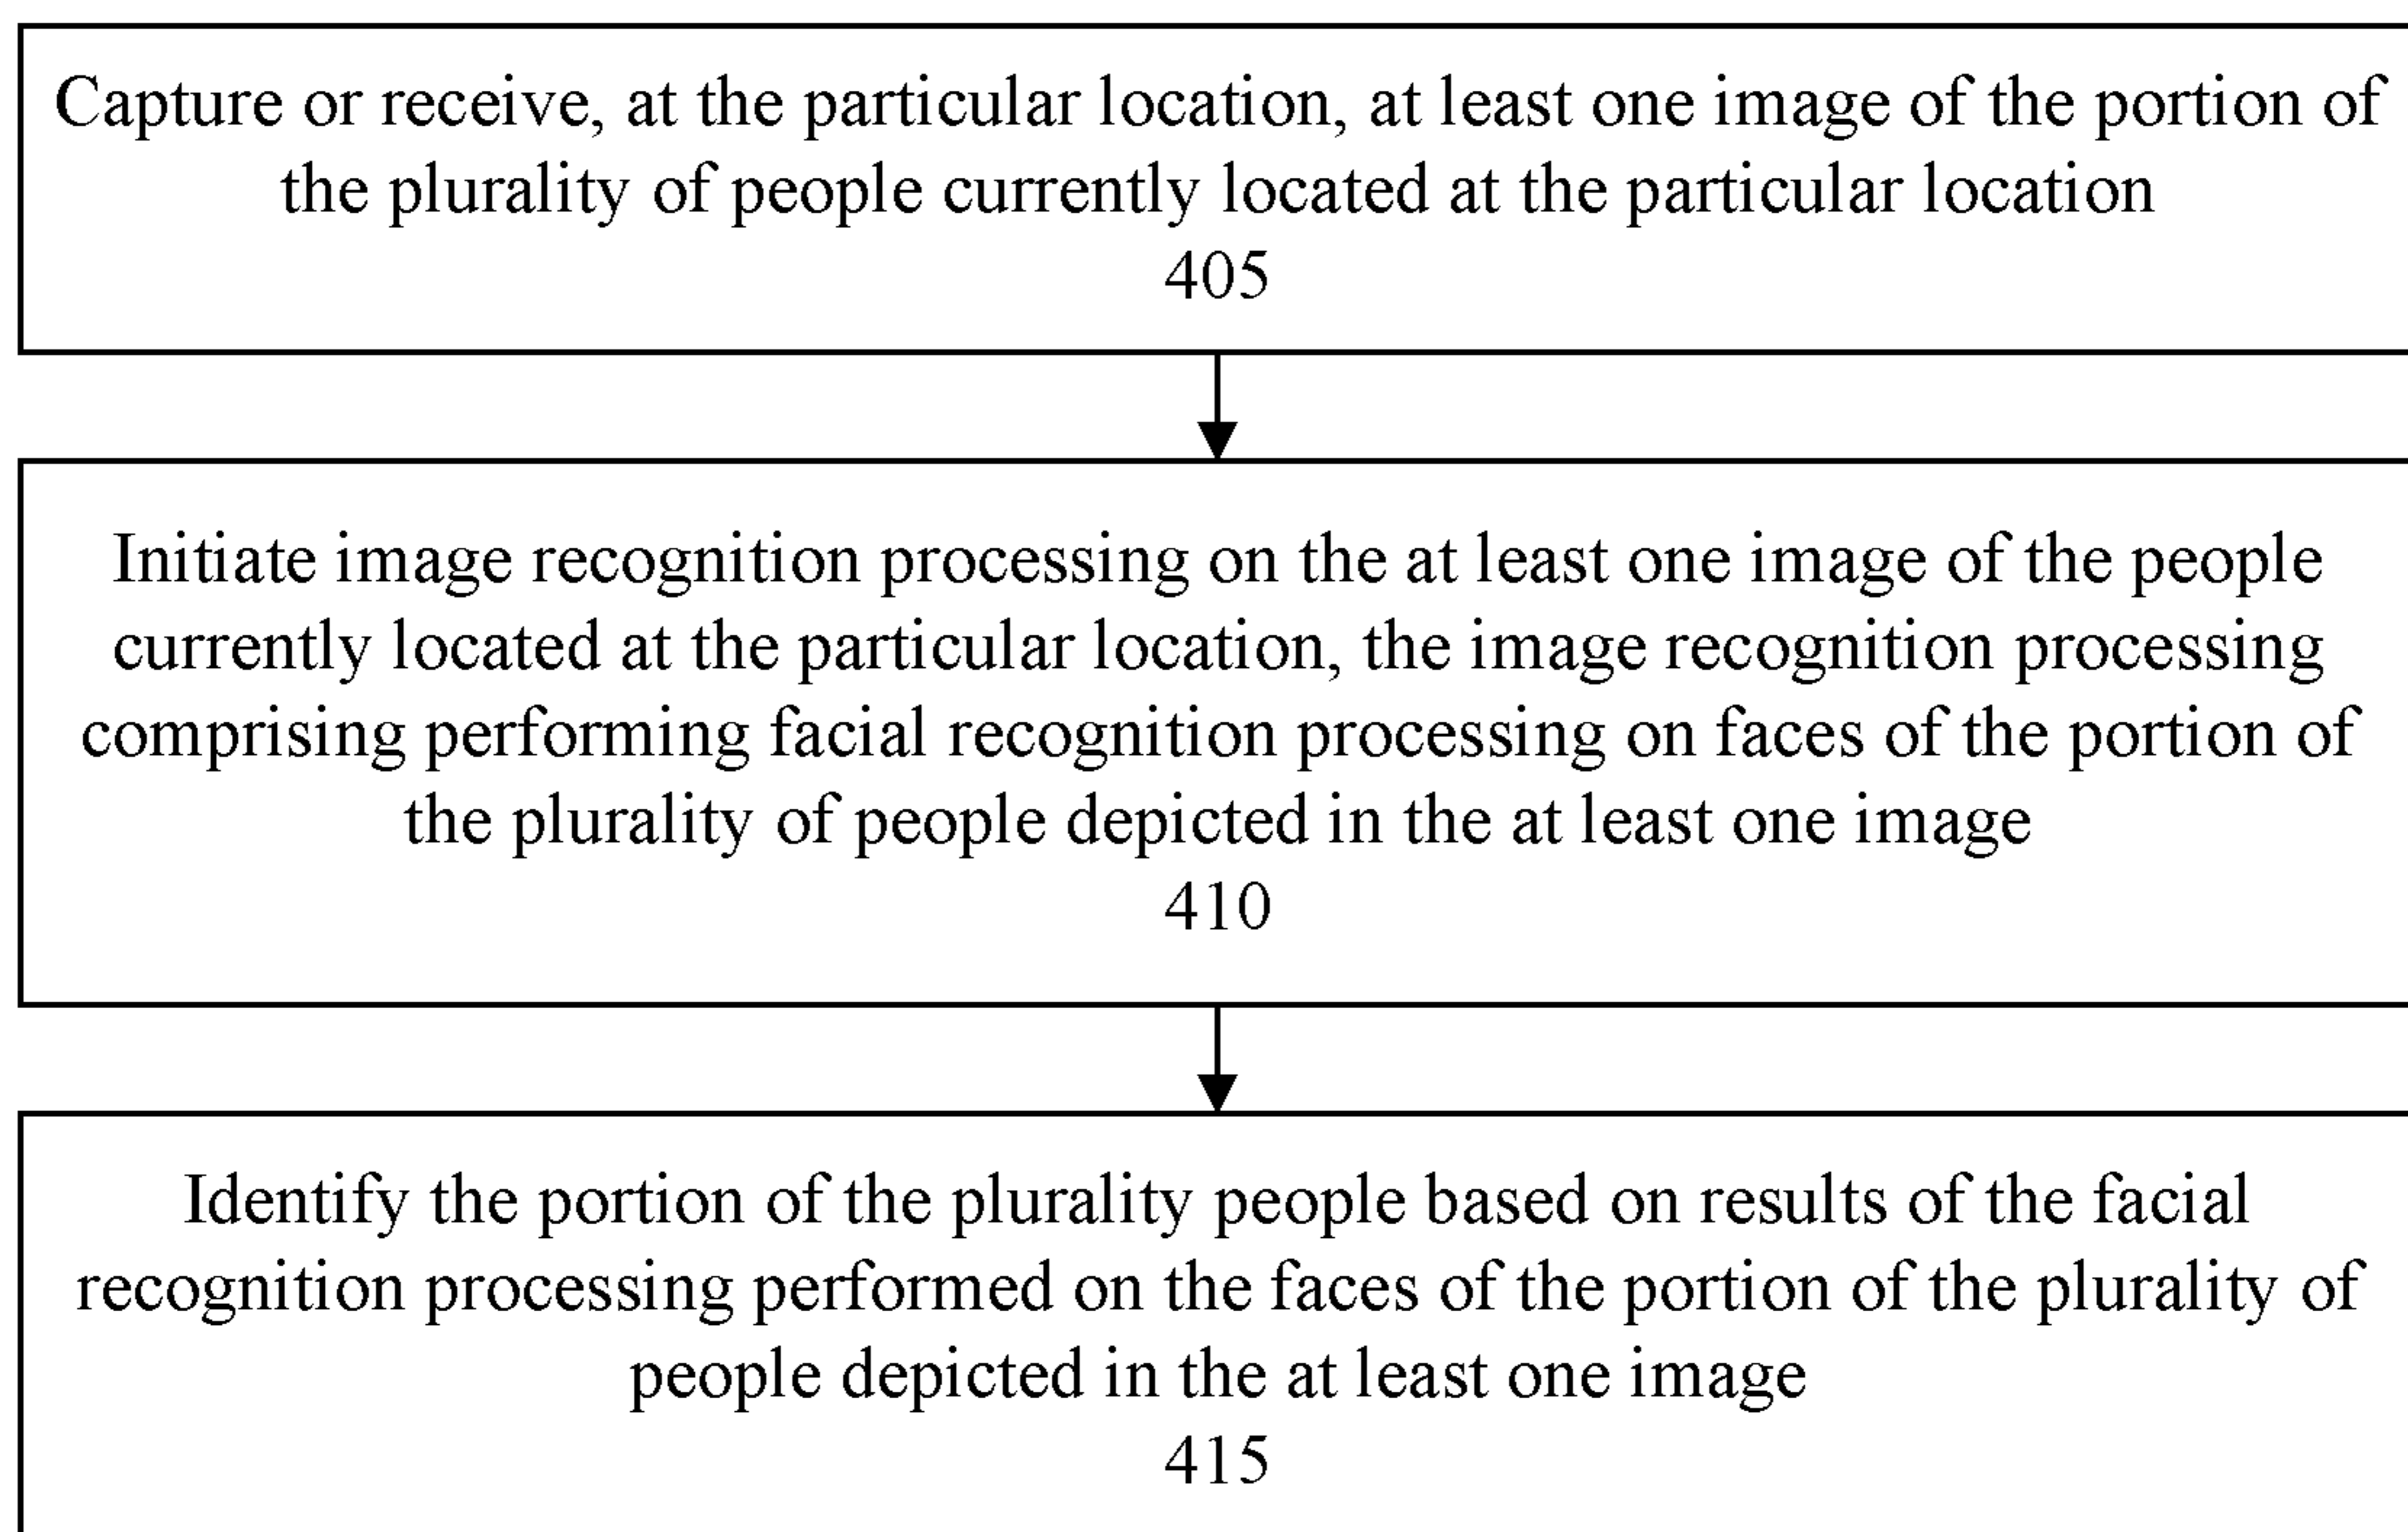 Capture or receive, at the particular location, at least one image of the portion of
the plurality of people currently located at the particular location
405
Initiate image recognition processing on the at least one image of the people
currently located at the particular location, the image recognition processing
comprising performing facial recognition processing on faces of the portion of
the plurality of people depicted in the at least one image
410
Identify the portion of the plurality people based on results of the facial
recognition processing performed on the faces of the portion of the plurality of
people depicted in the at least one image
415